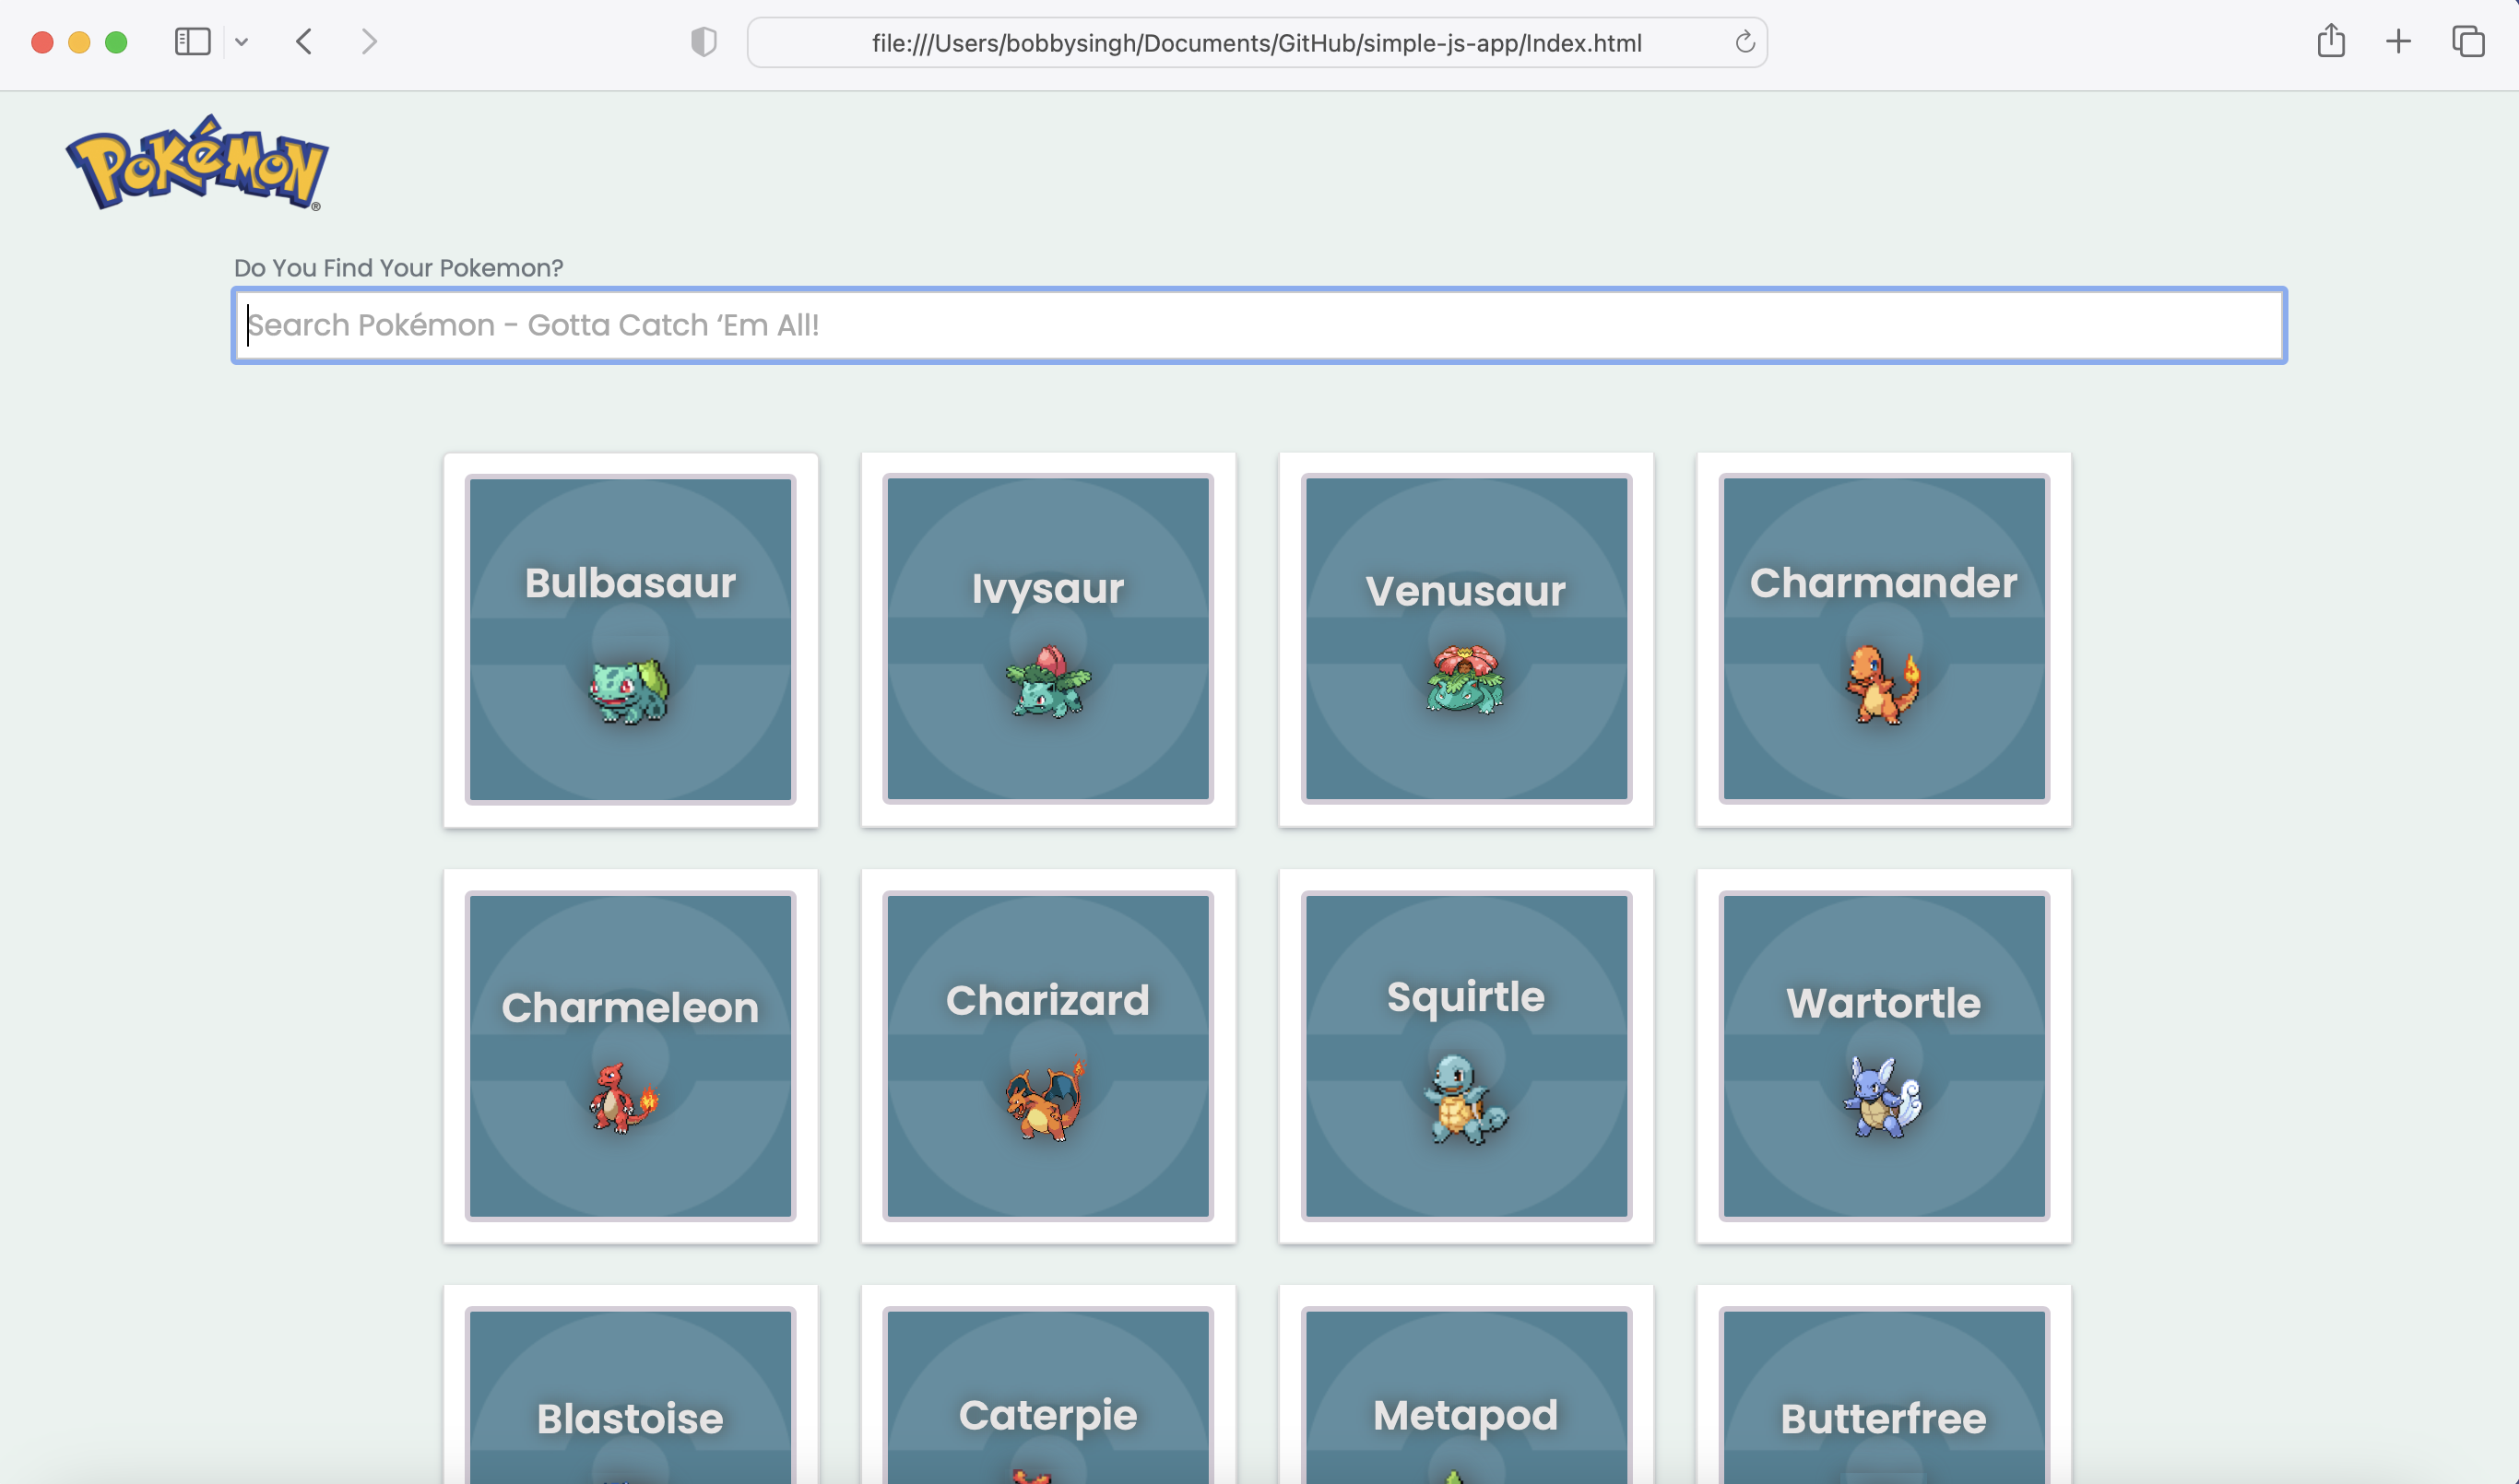 file:///Users/bobbysingh/Documents/GitHub/simple-js-app/Index.html
Pokémon®
Do You Find Your Pokemon?
Search Pokémon - Gotta Catch ‘Em All!
Bulbasaur
Ivysaur
Venusaur
Charmander
Charmeleon
Charizard
Squirtle
Wartortle
Blastoise
Caterpie
Metapod
Butterfree